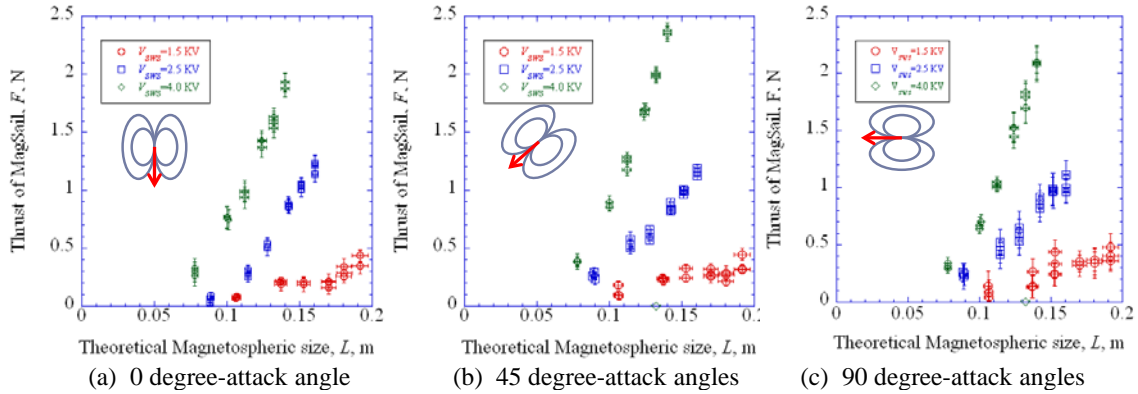 2.5
2
1.5
1
0.5
0
Thrust of MagSail, F, N
V_SWS=1.5 KV
V_SWS=2.5 KV
V_SWS=4.0 KV
0 0.05 0.1 0.15 0.2
Theoretical Magnetospheric size, L, m
(a) 0 degree-attack angle
2.5
2
1.5
1
0.5
0
Thrust of MagSail, F, N
V_SWS=1.5 KV
V_SWS=2.5 KV
V_SWS=4.0 KV
0 0.05 0.1 0.15 0.2
Theoretical Magnetospheric size, L, m
(b) 45 degree-attack angles
2.5
2
1.5
1
0.5
0
Thrust of MagSail, F, N
V_sws=1.5 KV
V_sws=2.5 KV
V_sws=4.0 KV
0 0.05 0.1 0.15 0.2
Theoretical Magnetospheric size, L, m
(c) 90 degree-attack angles